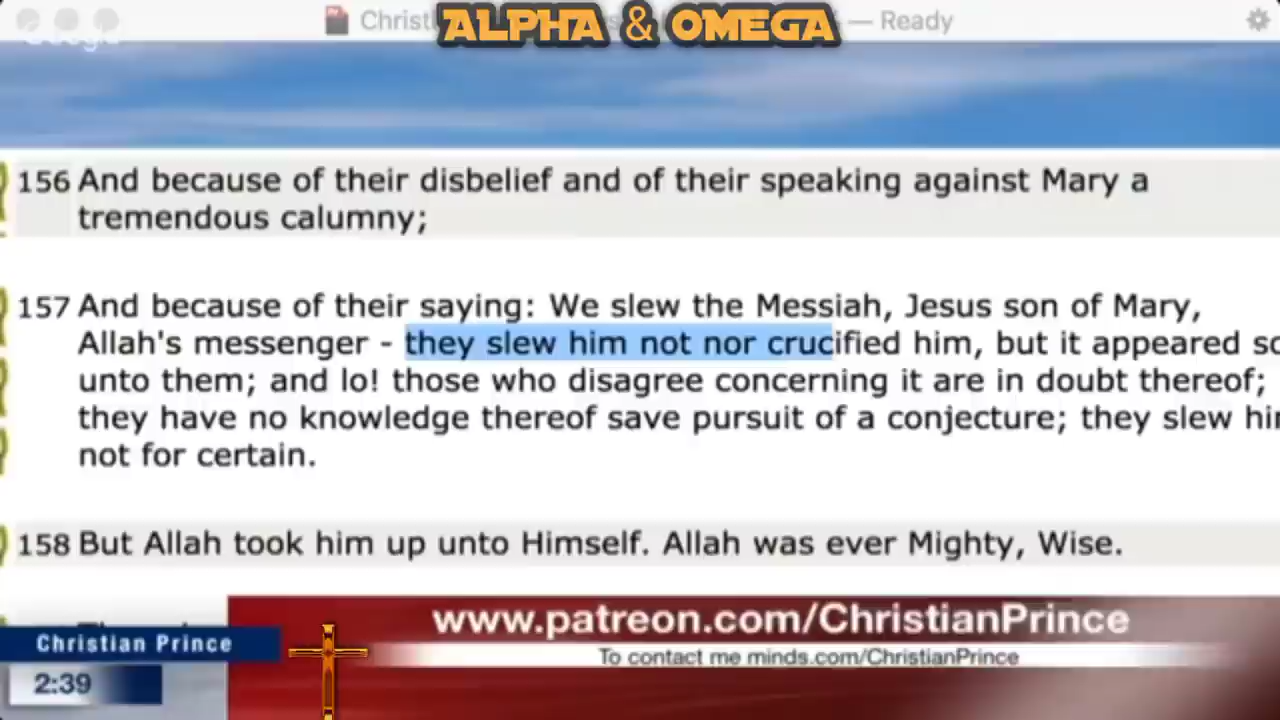 ALPHA & OMEGA
Christi
— Ready
Google
156 And because of their disbelief and of their speaking against Mary a
tremendous calumny;
157 And because of their saying: We slew the Messiah, Jesus son of Mary,
Allah's messenger - they slew him not nor crucified him, but it appeared so
unto them; and lo! those who disagree concerning it are in doubt thereof;
they have no knowledge thereof save pursuit of a conjecture; they slew hi
not for certain.
158 But Allah took him up unto Himself. Allah was ever Mighty, Wise.
www.patreon.com/ChristianPrince
Christian Prince
To contact me minds.com/ChristianPrince
2:39